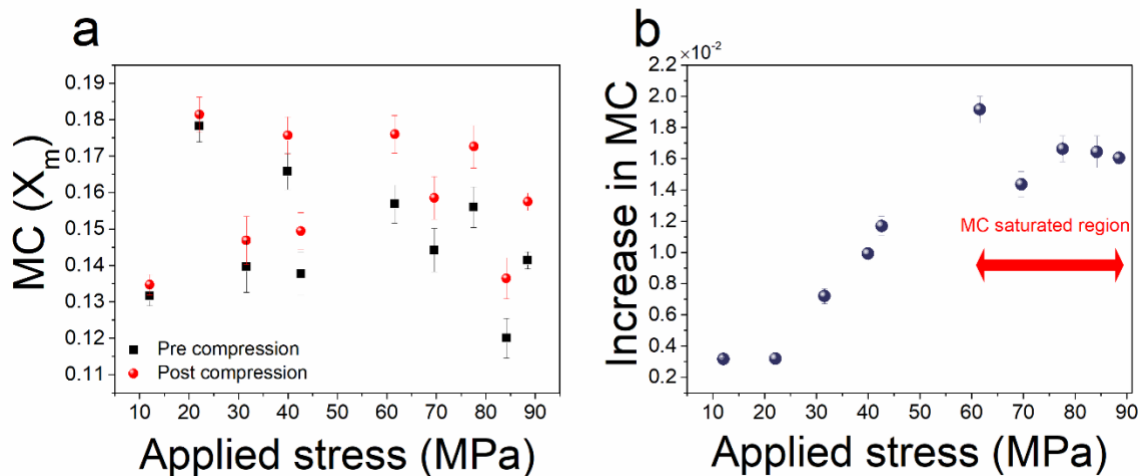 a
MC (Xm)
0.19
0.18
0.17
0.16
0.15
0.14
0.13
0.12
0.11
Pre compression
Post compression
10 20 30 40 50 60 70 80 90
Applied stress (MPa)
b
×10-2
Increase in MC
2.2
2.0
1.8
1.6
1.4
1.2
1.0
0.8
0.6
0.4
0.2
MC saturated region
10 20 30 40 50 60 70 80 90
Applied stress (MPa)